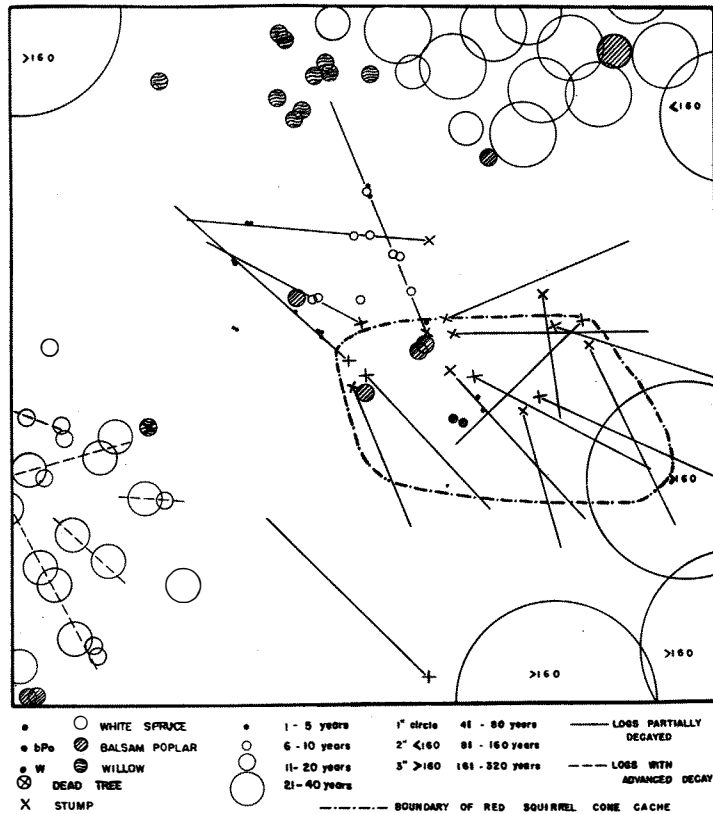 >160
<160
>160
>160
>160
WHITE SPRUCE
bPo BALSAM POPLAR
W WILLOW
DEAD TREE
X STUMP
1 - 5 years
6 - 10 years
11 - 20 years
21 - 40 years
1" circle 41 - 80 years
2" <160 81 - 160 years
3" >160 161 - 320 years
LOGS PARTIALLY
DECAYED
LOGS WITH
ADVANCED DECAY
BOUNDARY OF RED SQUIRREL CONE CACHE